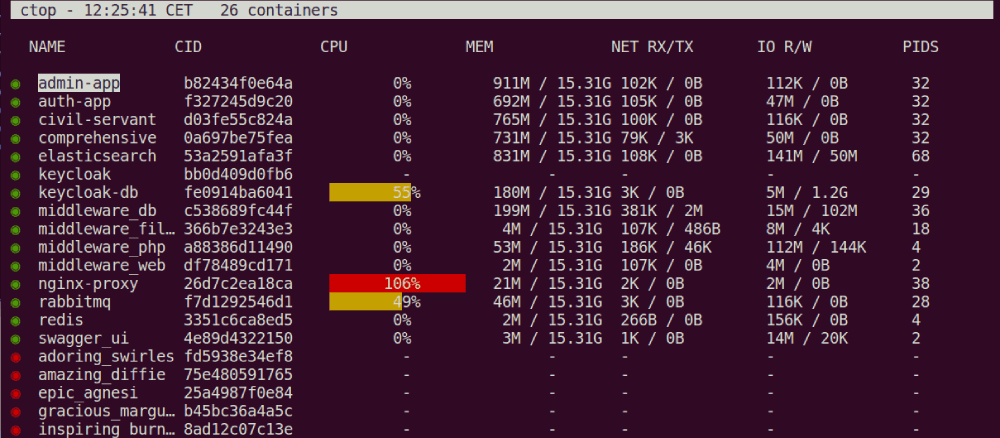 ctop - 12:25:41 CET 26 containers
NAME CID CPU MEM NET RX/TX IO R/W PIDS
admin-app b82434f0e64a 0% 911M / 15.31G 102K / 0B 112K / 0B 32
auth-app f327245d9c20 0% 692M / 15.31G 105K / 0B 47M / 0B 32
civil-servant d03fe55c824a 0% 765M / 15.31G 100K / 0B 116K / 0B 32
comprehensive 0a697be75fea 0% 731M / 15.31G 79K / 3K 50M / 0B 32
elasticsearch 53a2591afa3f 0% 831M / 15.31G 108K / 0B 141M / 50M 68
keycloak bb0d409d0fb6 - - - - -
keycloak-db fe0914ba6041 55% 180M / 15.31G 3K / 0B 5M / 1.2G 29
middleware_db c538689fc44f 0% 199M / 15.31G 381K / 2M 15M / 102M 36
middleware_fil… 366b7e3243e3 0% 4M / 15.31G 107K / 486B 8M / 4K 18
middleware_php a88386d11490 0% 53M / 15.31G 186K / 46K 112M / 144K 4
middleware_web df78489cd171 0% 2M / 15.31G 107K / 0B 4M / 0B 2
nginx-proxy 26d7c2ea18ca 106% 21M / 15.31G 2K / 0B 2M / 0B 38
rabbitmq f7d1292546d1 49% 46M / 15.31G 3K / 0B 116K / 0B 28
redis 3351c6ca8ed5 0% 2M / 15.31G 266B / 0B 156K / 0B 4
swagger_ui 4e89d4322150 0% 3M / 15.31G 1K / 0B 14M / 20K 2
adoring_swirles fd5938e34ef8 - - - - -
amazing_diffie 75e480591765 - - - - -
epic_agnesi 25a4987f0e84 - - - - -
gracious_margu… b45bc36a4a5c - - - - -
inspiring_burn… 8ad12c07c13e - - - - -